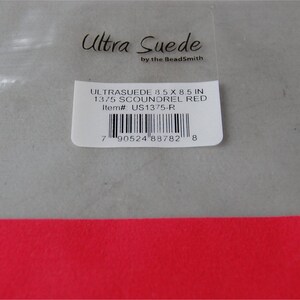 Ultra Suede
by the BeadSmith
ULTRASUEDE 8.5 X 8.5 IN
1375 SCOUNDREL RED
Item#: US1375-R
7 90524 88782 8